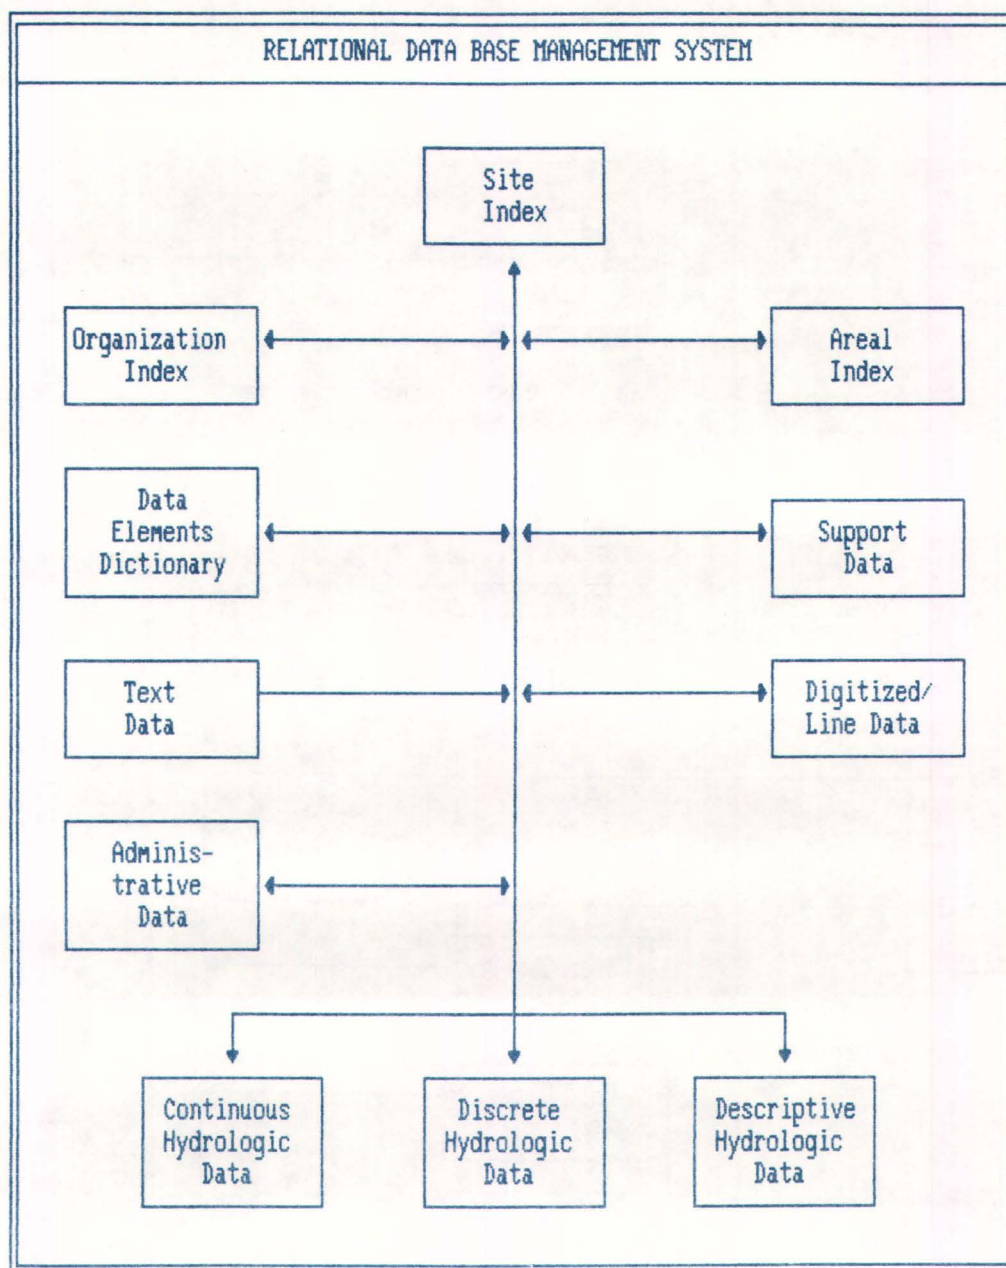 RELATIONAL DATA BASE MANAGEMENT SYSTEM
Site
Index
Organization
Index
Areal
Index
Data
Elements
Dictionary
Support
Data
Text
Data
Digitized/
Line Data
Adminis-
trative
Data
Continuous
Hydrologic
Data
Discrete
Hydrologic
Data
Descriptive
Hydrologic
Data